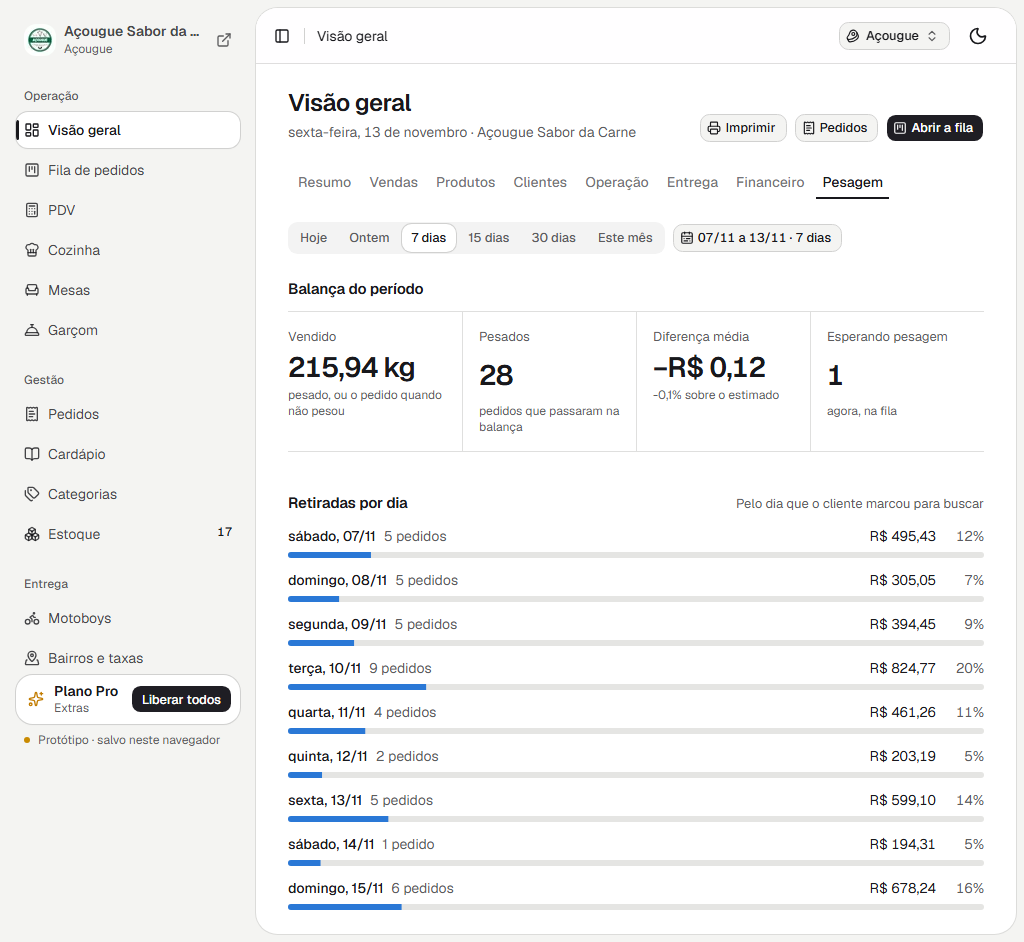 Açougue Sabor da ...
Açougue
Operação
Visão geral
Fila de pedidos
PDV
Cozinha
Mesas
Garçom
Gestão
Pedidos
Cardápio
Categorias
Estoque 17
Entrega
Motoboys
Bairros e taxas
Plano Pro
Extras
Liberar todos
Protótipo · salvo neste navegador
Visão geral
Açougue
Visão geral
sexta-feira, 13 de novembro · Açougue Sabor da Carne
Imprimir Pedidos Abrir a fila
Resumo Vendas Produtos Clientes Operação Entrega Financeiro Pesagem
Hoje Ontem 7 dias 15 dias 30 dias Este mês 07/11 a 13/11 · 7 dias
Balança do período
Vendido
215,94 kg
pesado, ou o pedido quando
não pesou
Pesados
28
pedidos que passaram na
balança
Diferença média
−R$ 0,12
-0,1% sobre o estimado
Esperando pesagem
1
agora, na fila
Retiradas por dia Pelo dia que o cliente marcou para buscar
sábado, 07/11 5 pedidos R$ 495,43 12%
domingo, 08/11 5 pedidos R$ 305,05 7%
segunda, 09/11 5 pedidos R$ 394,45 9%
terça, 10/11 9 pedidos R$ 824,77 20%
quarta, 11/11 4 pedidos R$ 461,26 11%
quinta, 12/11 2 pedidos R$ 203,19 5%
sexta, 13/11 5 pedidos R$ 599,10 14%
sábado, 14/11 1 pedido R$ 194,31 5%
domingo, 15/11 6 pedidos R$ 678,24 16%